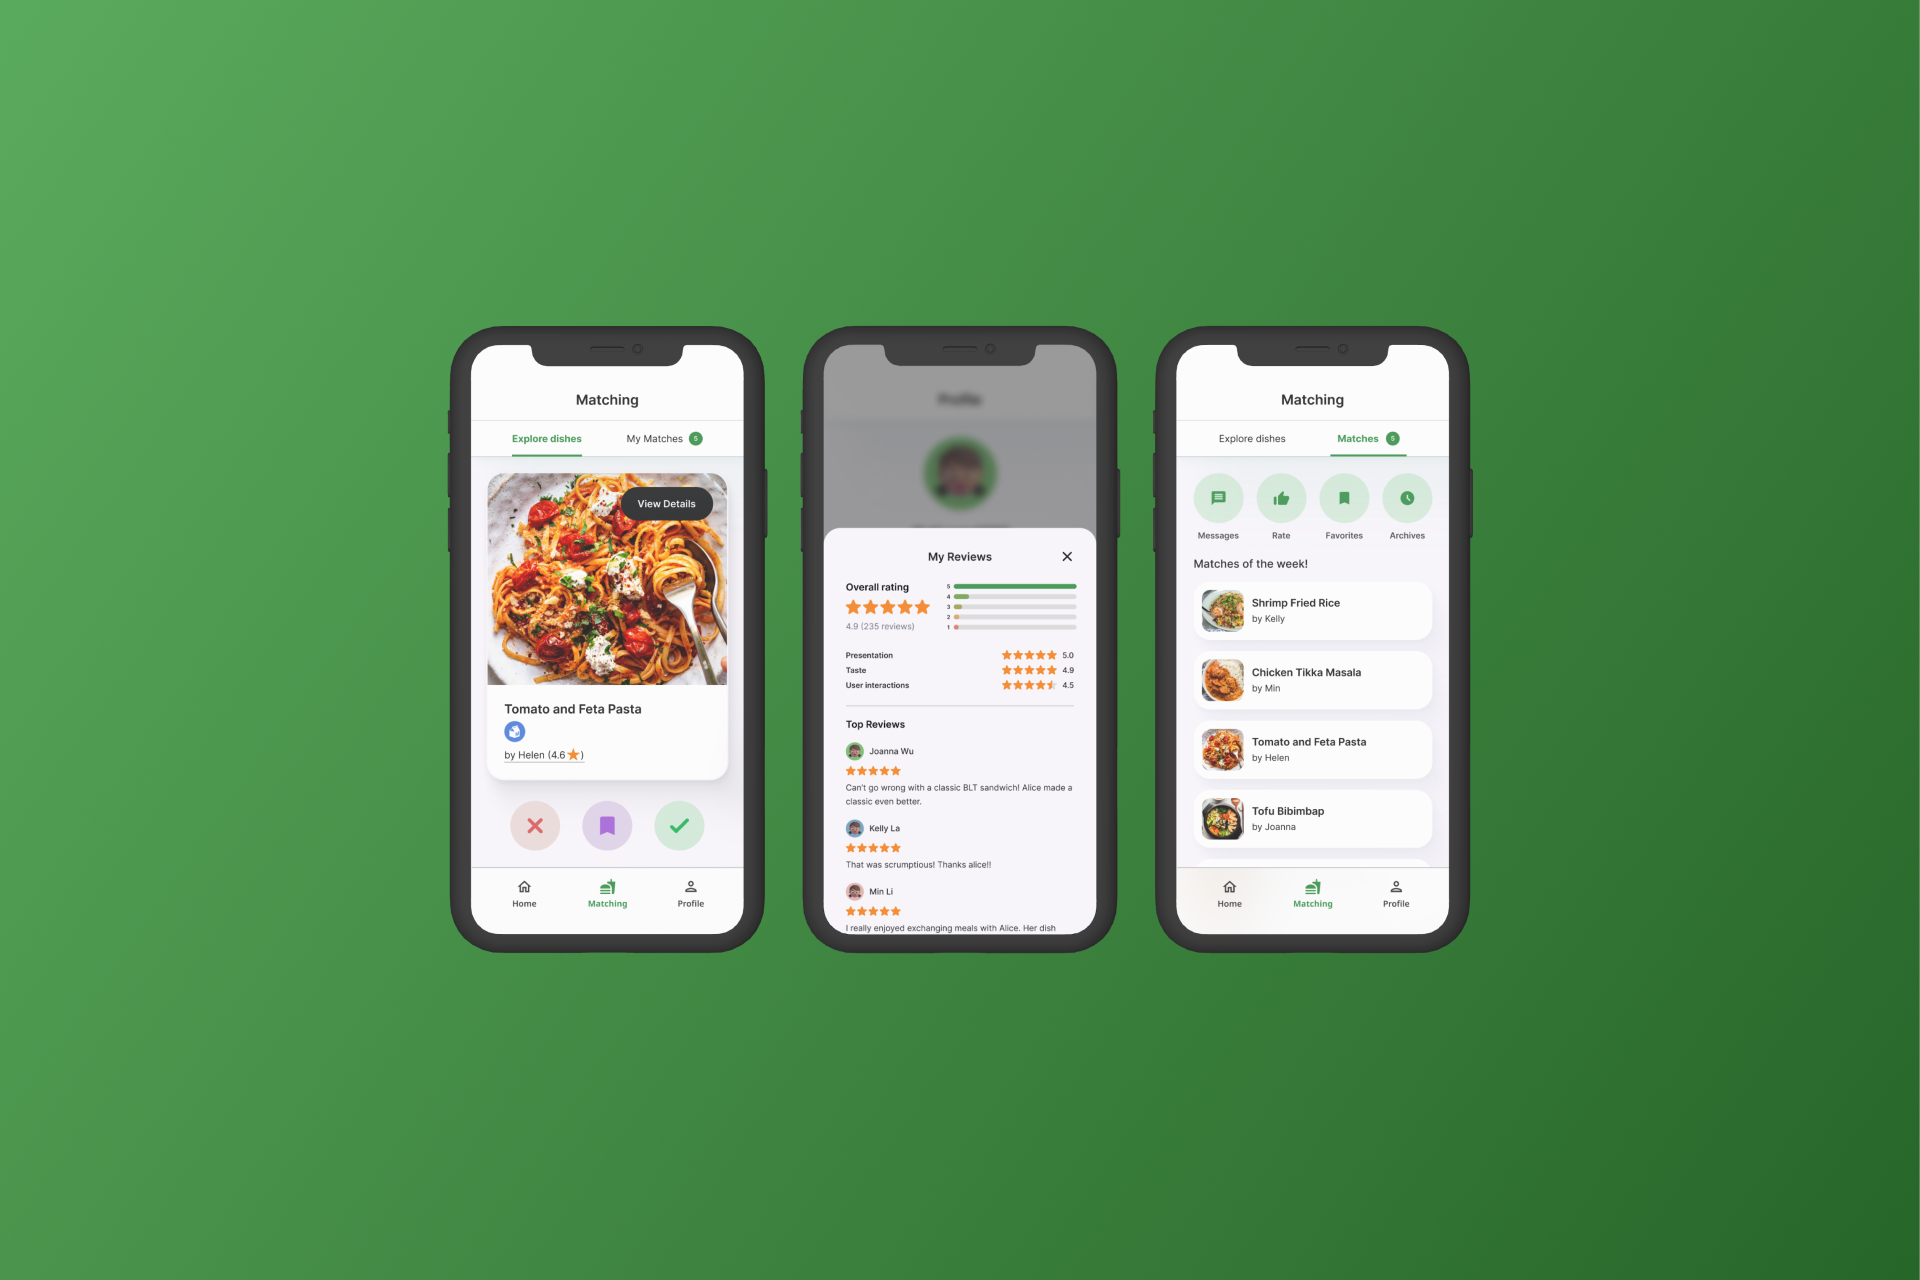 Matching
Explore dishes
My Matches 5
View Details
Tomato and Feta Pasta
by Helen (4.6★)
Home
Matching
Profile
Profile
My Reviews
Overall rating
4.9 (235 reviews)
5
4
3
2
1
Presentation 5.0
Taste 4.9
User interactions 4.5
Top Reviews
Joanna Wu
Can't go wrong with a classic BLT sandwich! Alice made a
classic even better.
Kelly La
That was scrumptious! Thanks alice!!
Min Li
I really enjoyed exchanging meals with Alice. Her dish
Matching
Explore dishes
Matches 5
Messages
Rate
Favorites
Archives
Matches of the week!
Shrimp Fried Rice
by Kelly
Chicken Tikka Masala
by Min
Tomato and Feta Pasta
by Helen
Tofu Bibimbap
by Joanna
Home
Matching
Profile